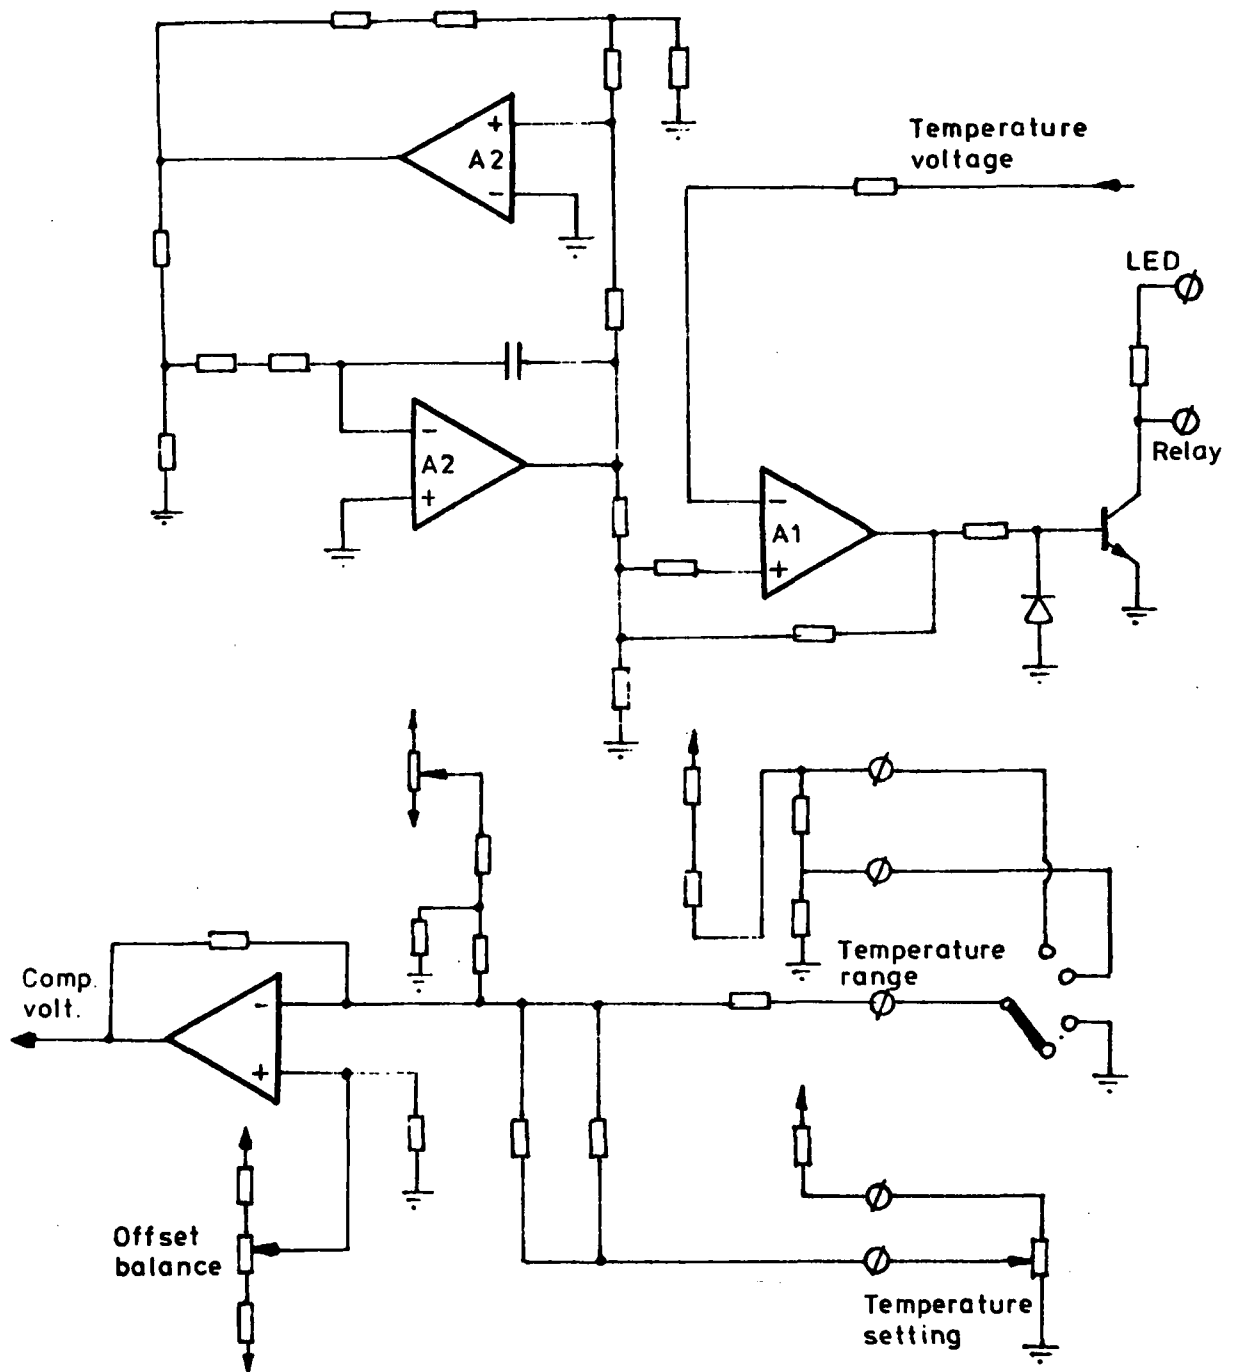 +
A2
-
Temperature
voltage
LED
-
A2
+
Relay
-
A1
+
Temperature
range
Comp.
volt.
-
+
Offset
balance
Temperature
setting